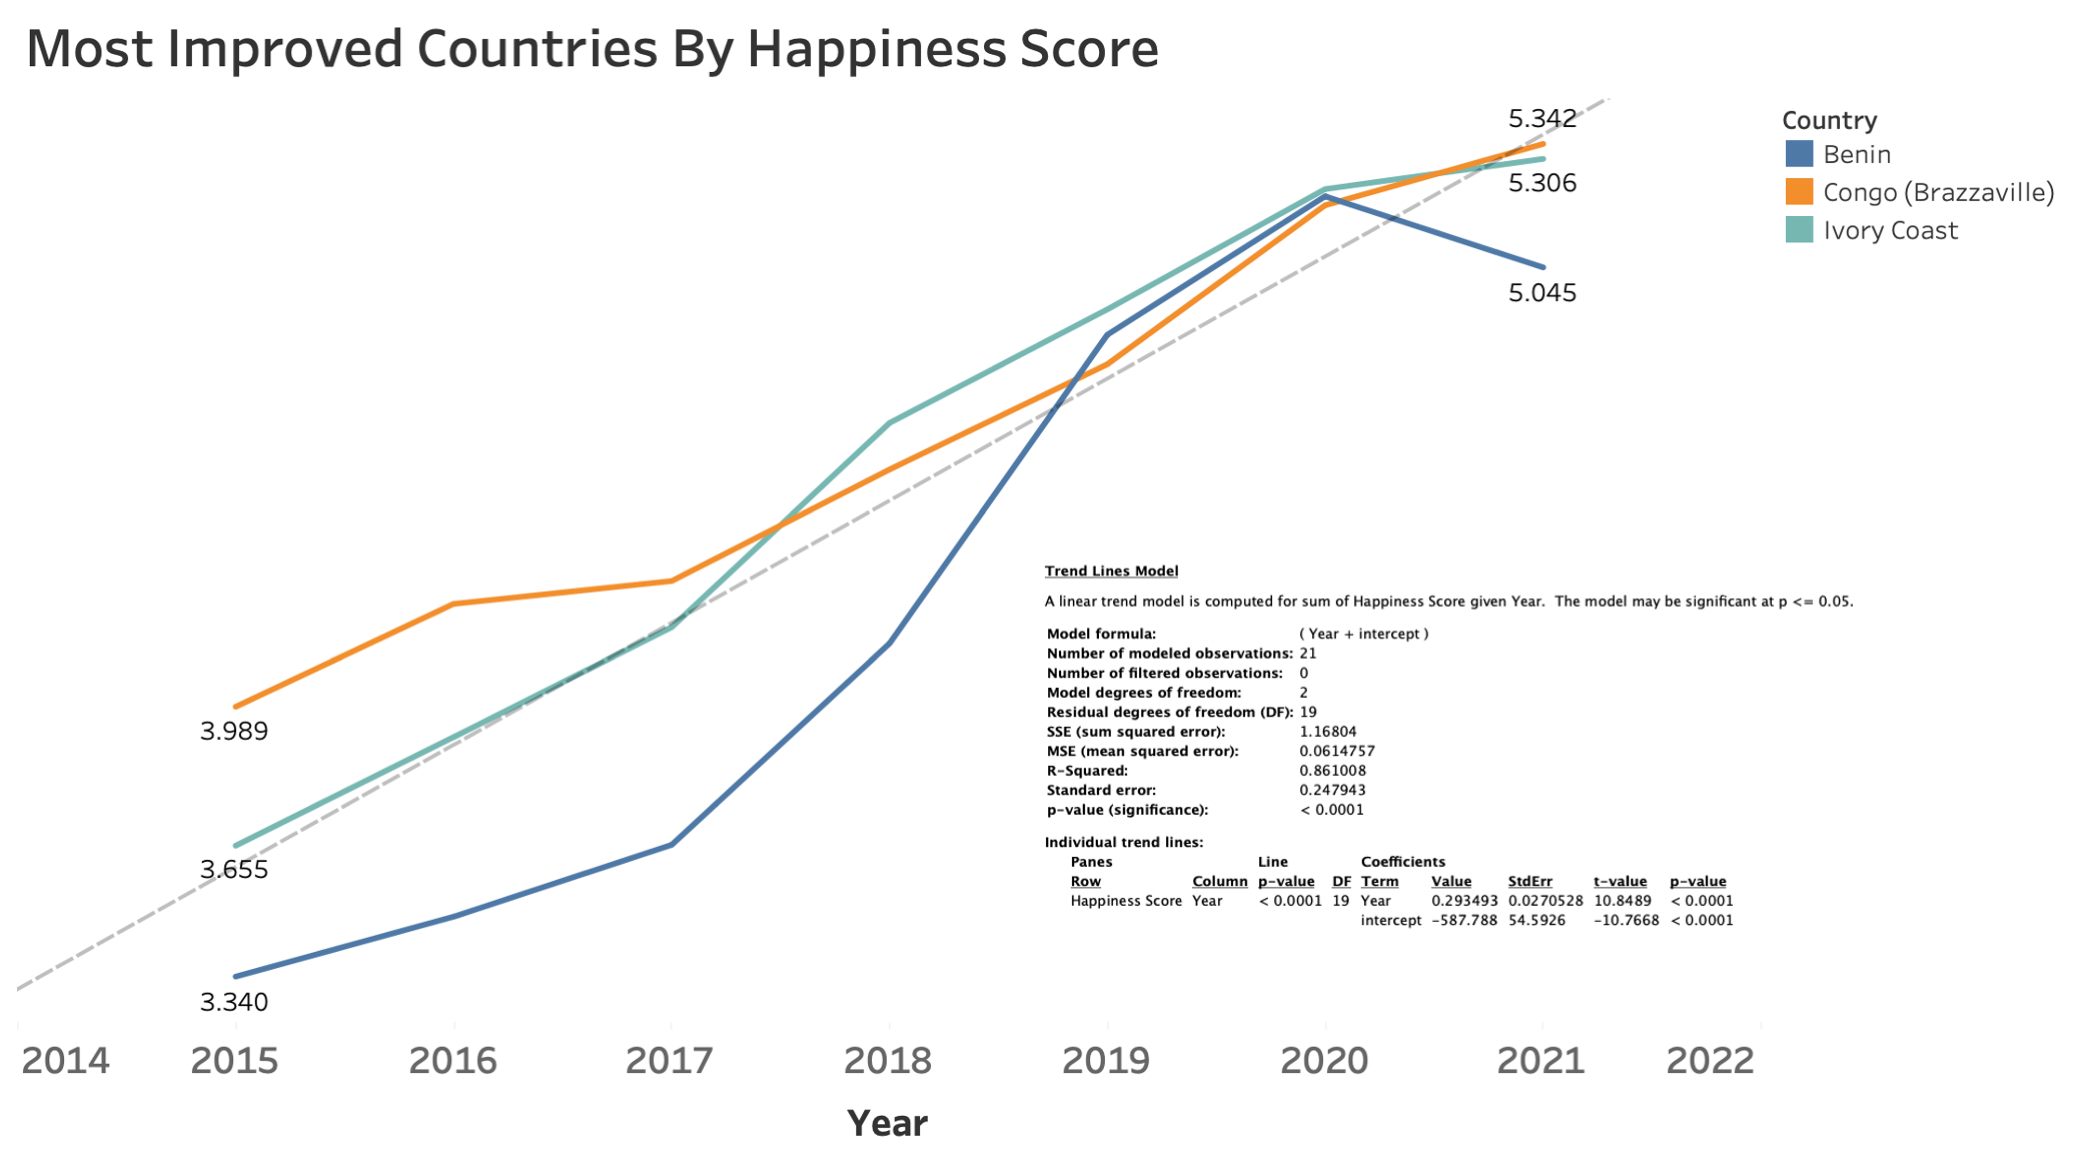 Most Improved Countries By Happiness Score
5.342
5.306
5.045
Country
Benin
Congo (Brazzaville)
Ivory Coast
3.989
3.655
3.340
Trend Lines Model
A linear trend model is computed for sum of Happiness Score given Year. The model may be significant at p <= 0.05.
Model formula: ( Year + intercept )
Number of modeled observations: 21
Number of filtered observations: 0
Model degrees of freedom: 2
Residual degrees of freedom (DF): 19
SSE (sum squared error): 1.16804
MSE (mean squared error): 0.0614757
R-Squared: 0.861008
Standard error: 0.247943
p-value (significance): < 0.0001
Individual trend lines:
Panes Line Coefficients
Row Column p-value DF Term Value StdErr t-value p-value
Happiness Score Year < 0.0001 19 Year 0.293493 0.0270528 10.8489 < 0.0001
intercept −587.788 54.5926 −10.7668 < 0.0001
2014 2015 2016 2017 2018 2019 2020 2021 2022
Year